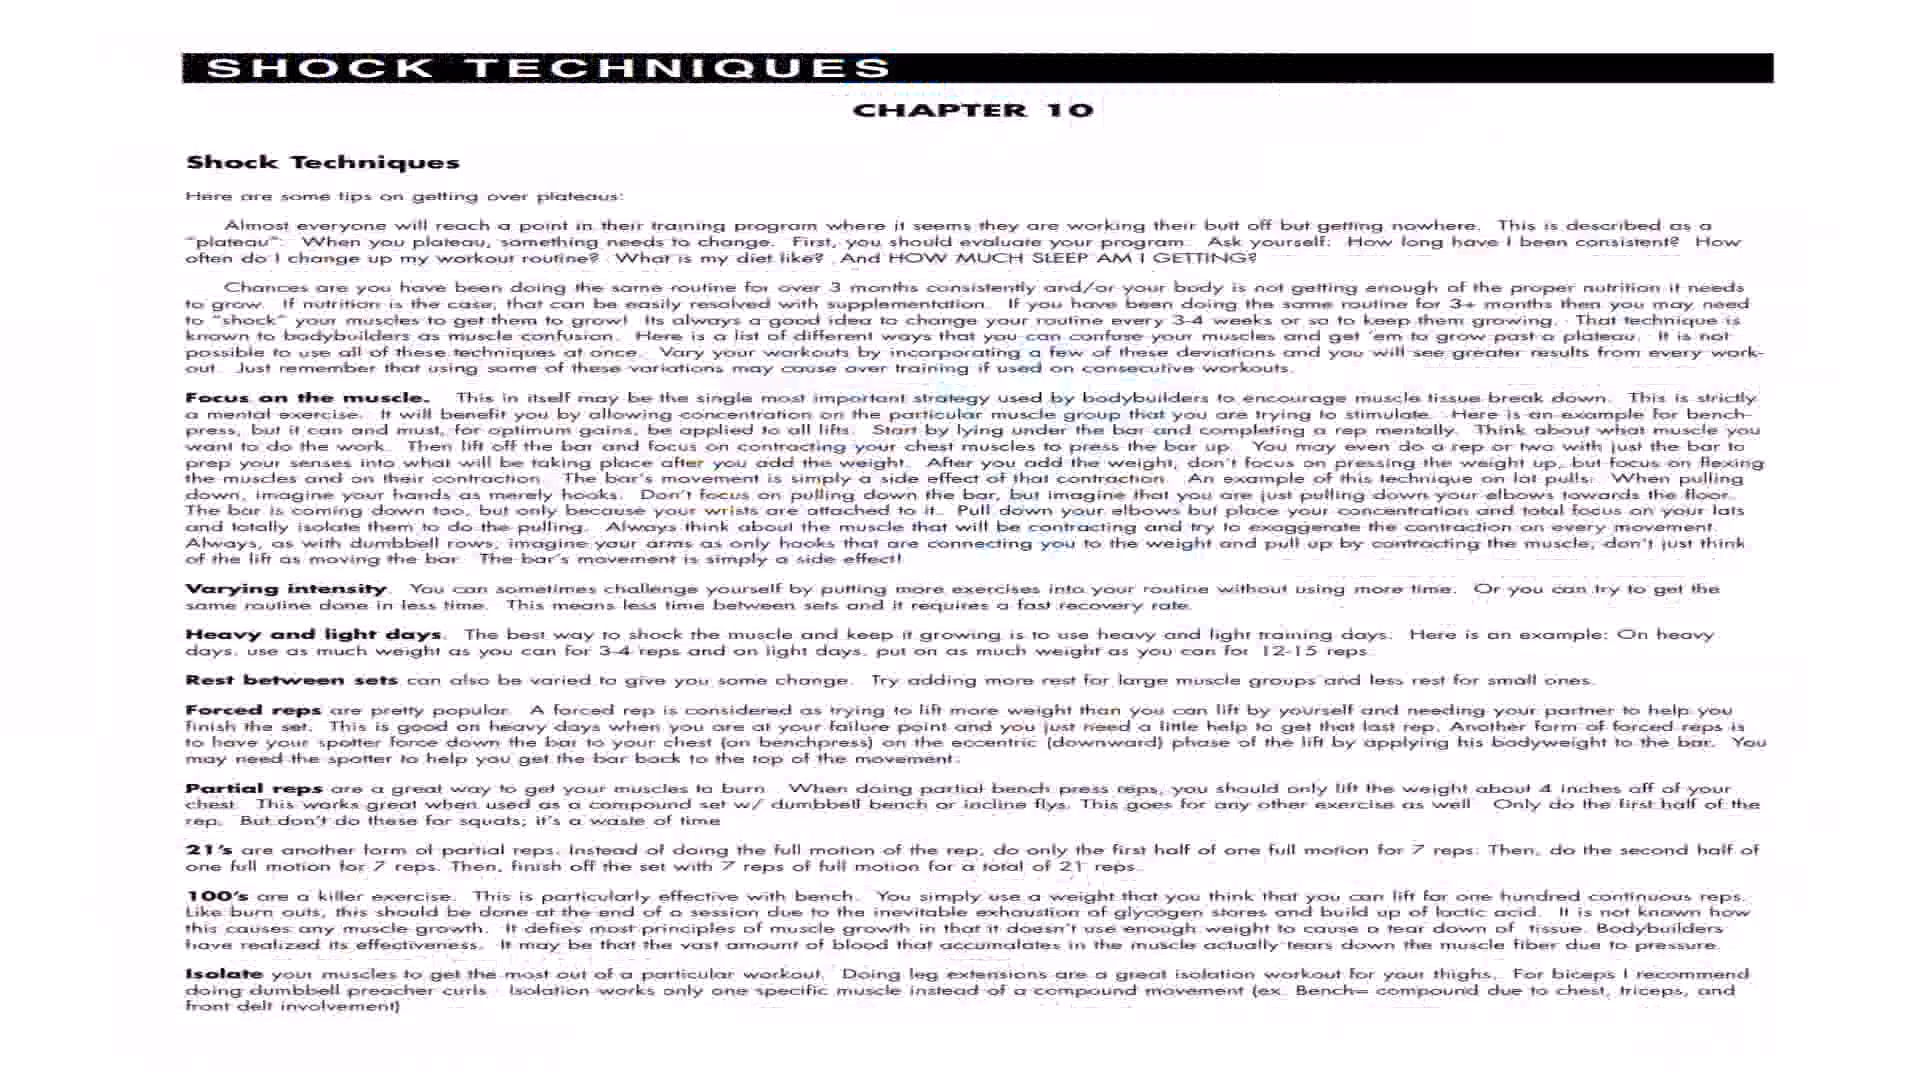 SHOCK TECHNIQUES
CHAPTER 10
Shock Techniques
Here are some tips on getting over plateaus:
Almost everyone will reach a point in their training program where it seems they are working their butt off but getting nowhere. This is described as a
"plateau". When you plateau, something needs to change. First, you should evaluate your program. Ask yourself: How long have I been consistent? How
often do I change up my workout routine? What is my diet like? And HOW MUCH SLEEP AM I GETTING?
Chances are you have been doing the same routine for over 3 months consistently and/or your body is not getting enough of the proper nutrition it needs
to grow. If nutrition is the case, that can be easily resolved with supplementation. If you have been doing the same routine for 3+ months then you may need
to "shock" your muscles to get them to grow! Its always a good idea to change your routine every 3-4 weeks or so to keep them growing. That technique is
known to bodybuilders as muscle confusion. Here is a list of different ways that you can confuse your muscles and get 'em to grow past a plateau. It is not
possible to use all of these techniques at once. Vary your workouts by incorporating a few of these deviations and you will see greater results from every work-
out. Just remember that using some of these variations may cause over training if used on consecutive workouts.
Focus on the muscle. This in itself may be the single most important strategy used by bodybuilders to encourage muscle tissue break down. This is strictly
a mental exercise. It will benefit you by allowing concentration on the particular muscle group that you are trying to stimulate. Here is an example for bench-
press, but it can and must, for optimum gains, be applied to all lifts. Start by lying under the bar and completing a rep mentally. Think about what muscle you
want to do the work. Then lift off the bar and focus on contracting your chest muscles to press the bar up. You may even do a rep or two with just the bar to
prep your senses into what will be taking place after you add the weight. After you add the weight, don't focus on pressing the weight up, but focus on flexing
the muscles and on their contraction. The bar's movement is simply a side effect of that contraction. An example of this technique on lat pulls: When pulling
down, imagine your hands as merely hooks. Don't focus on pulling down the bar, but imagine that you are just pulling down your elbows towards the floor.
The bar is coming down too, but only because your wrists are attached to it. Pull down your elbows but place your concentration and total focus on your lats
and totally isolate them to do the pulling. Always think about the muscle that will be contracting and try to exaggerate the contraction on every movement.
Always, as with dumbbell rows, imagine your arms as only hooks that are connecting you to the weight and pull up by contracting the muscle, don't just think
of the lift as moving the bar. The bar's movement is simply a side effect!
Varying intensity. You can sometimes challenge yourself by putting more exercises into your routine without using more time. Or you can try to get the
same routine done in less time. This means less time between sets and it requires a fast recovery rate.
Heavy and light days. The best way to shock the muscle and keep it growing is to use heavy and light training days. Here is an example: On heavy
days, use as much weight as you can for 3-4 reps and on light days, put on as much weight as you can for 12-15 reps.
Rest between sets can also be varied to give you some change. Try adding more rest for large muscle groups and less rest for small ones.
Forced reps are pretty popular. A forced rep is considered as trying to lift more weight than you can lift by yourself and needing your partner to help you
finish the set. This is good on heavy days when you are at your failure point and you just need a little help to get that last rep. Another form of forced reps is
to have your spotter force down the bar to your chest (on benchpress) on the eccentric (downward) phase of the lift by applying his bodyweight to the bar. You
may need the spotter to help you get the bar back to the top of the movement.
Partial reps are a great way to get your muscles to burn. When doing partial bench press reps, you should only lift the weight about 4 inches off of your
chest. This works great when used as a compound set w/ dumbbell bench or incline flys. This goes for any other exercise as well. Only do the first half of the
rep. But don't do these for squats; it's a waste of time.
21's are another form of partial reps. Instead of doing the full motion of the rep, do only the first half of one full motion for 7 reps. Then, do the second half of
one full motion for 7 reps. Then, finish off the set with 7 reps of full motion for a total of 21 reps.
100's are a killer exercise. This is particularly effective with bench. You simply use a weight that you think that you can lift for one hundred continuous reps.
Like burn outs, this should be done at the end of a session due to the inevitable exhaustion of glycogen stores and build up of lactic acid. It is not known how
this causes any muscle growth. It defies most principles of muscle growth in that it doesn't use enough weight to cause a tear down of tissue. Bodybuilders
have realized its effectiveness. It may be that the vast amount of blood that accumalates in the muscle actually tears down the muscle fiber due to pressure.
Isolate your muscles to get the most out of a particular workout. Doing leg extensions are a great isolation workout for your thighs. For biceps I recommend
doing dumbbell preacher curls. Isolation works only one specific muscle instead of a compound movement (ex. Bench= compound due to chest, triceps, and
front delt involvement)